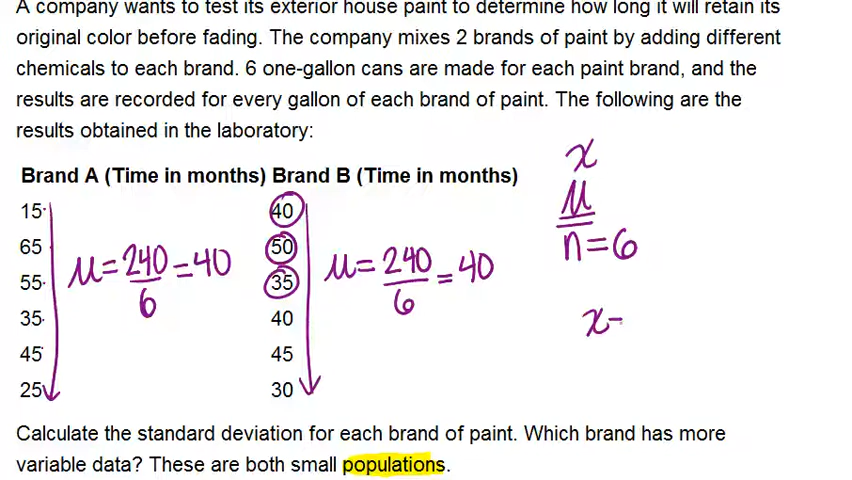 A company wants to test its exterior house paint to determine how long it will retain its
original color before fading. The company mixes 2 brands of paint by adding different
chemicals to each brand. 6 one-gallon cans are made for each paint brand, and the
results are recorded for every gallon of each brand of paint. The following are the
results obtained in the laboratory:
x
Brand A (Time in months) Brand B (Time in months)
μ
15 40
65 50 n=6
μ=240/6=40 μ=240/6=40
55 35
35 40 x-
45 45
25 30
Calculate the standard deviation for each brand of paint. Which brand has more
variable data? These are both small populations.